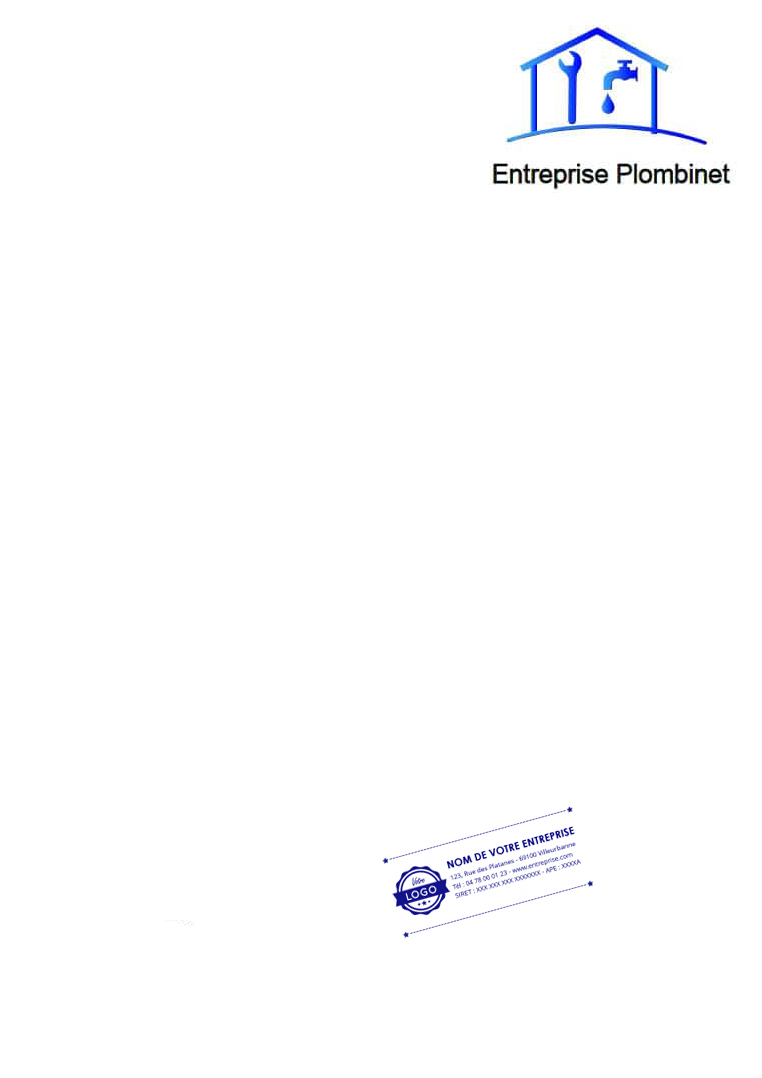 Entreprise Plombinet
NOM DE VOTRE ENTREPRISE
123, Rue des Platanes - 69100 Villeurbanne
Tél : 04 78 00 01 23 - www.entreprise.com
SIRET : XXX XXX XXX XXXXXXX - APE : XXXXA
Votre
LOGO